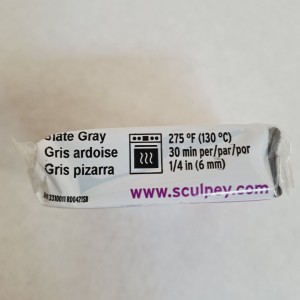 Slate Gray
Gris ardoise
Gris pizarra
275 °F (130 °C)
30 min per/par/por
1/4 in (6 mm)
www.sculpey.com